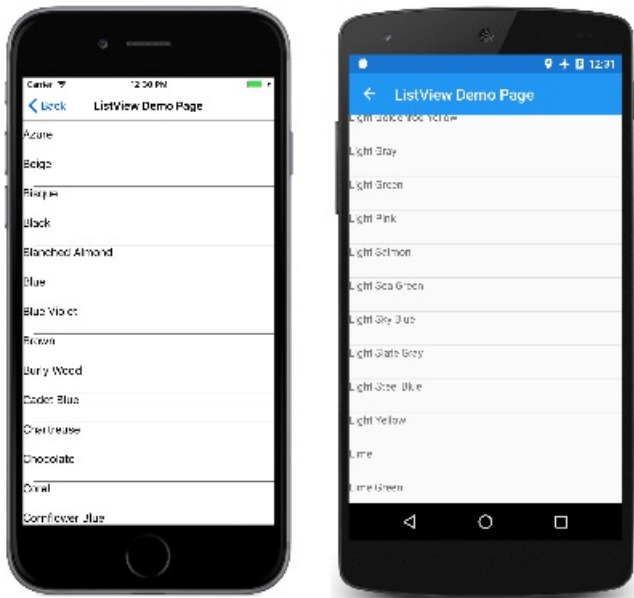 Carrier 12:30 PM
Back ListView Demo Page
Azure
Beige
Bisque
Black
Blanched Almond
Blue
Blue Violet
Brown
Burly Wood
Cadet Blue
Chartreuse
Chocolate
Coral
Cornflower Blue
12:31
ListView Demo Page
Light Goldenrod Yellow
Light Gray
Light Green
Light Pink
Light Salmon
Light Sea Green
Light Sky Blue
Light Slate Gray
Light Steel Blue
Light Yellow
Lime
Lime Green